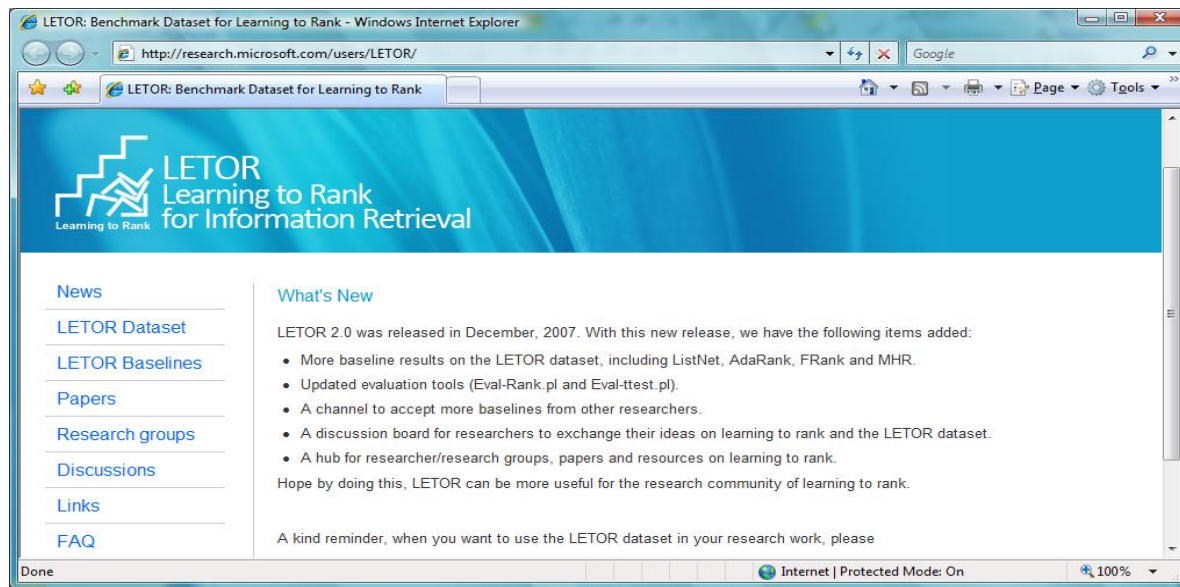 LETOR: Benchmark Dataset for Learning to Rank - Windows Internet Explorer
http://research.microsoft.com/users/LETOR/
Google
LETOR: Benchmark Dataset for Learning to Rank
Page
Tools
LETOR
Learning to Rank
for Information Retrieval
Learning to Rank
News
LETOR Dataset
LETOR Baselines
Papers
Research groups
Discussions
Links
FAQ
What's New
LETOR 2.0 was released in December, 2007. With this new release, we have the following items added:
• More baseline results on the LETOR dataset, including ListNet, AdaRank, FRank and MHR.
• Updated evaluation tools (Eval-Rank.pl and Eval-ttest.pl).
• A channel to accept more baselines from other researchers.
• A discussion board for researchers to exchange their ideas on learning to rank and the LETOR dataset.
• A hub for researcher/research groups, papers and resources on learning to rank.
Hope by doing this, LETOR can be more useful for the research community of learning to rank.
A kind reminder, when you want to use the LETOR dataset in your research work, please
Done
Internet | Protected Mode: On
100%